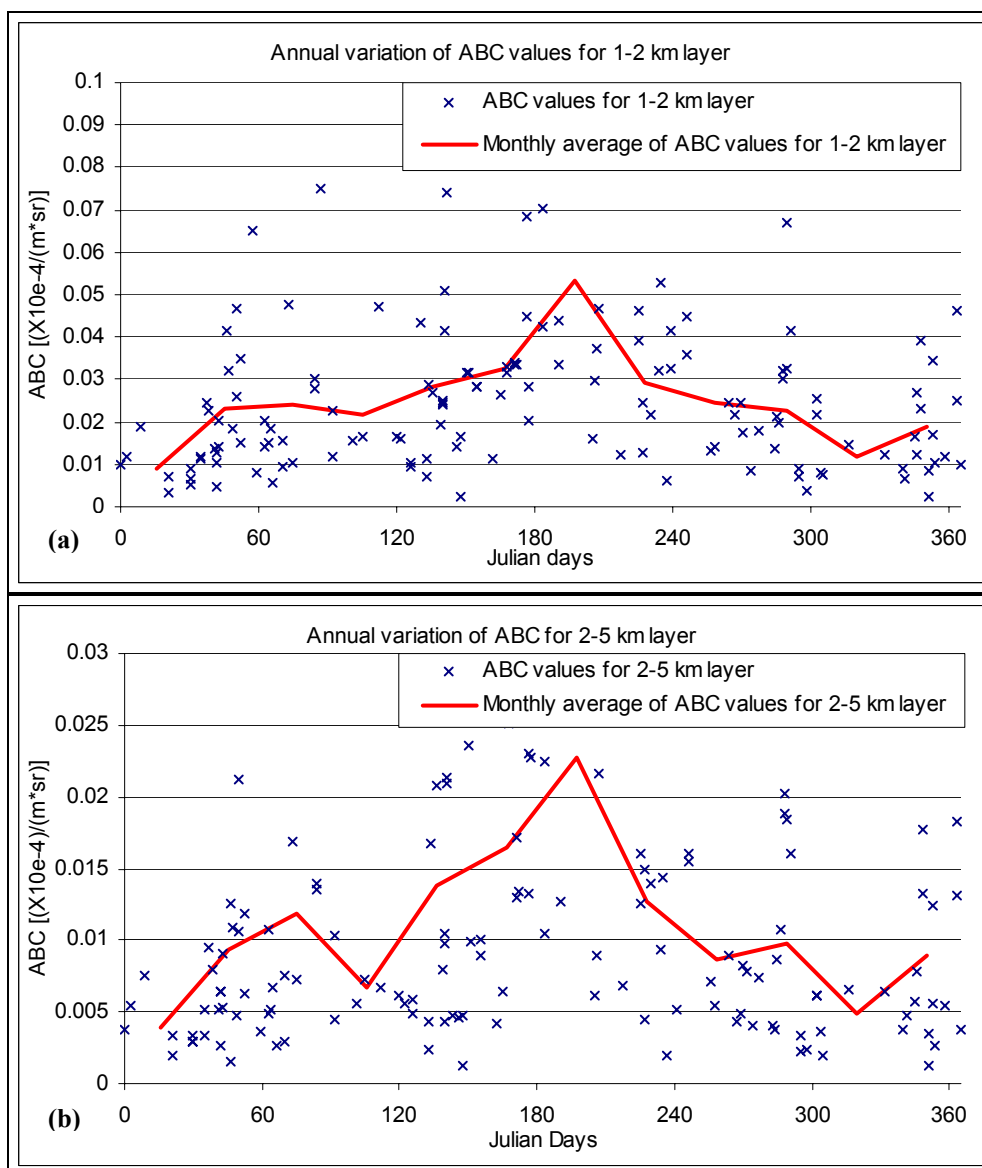 Annual variation of ABC values for 1-2 km layer
0.1
0.09
0.08
0.07
0.06
0.05
0.04
0.03
0.02
0.01
0
ABC [(X10e-4/(m*sr)]
ABC values for 1-2 km layer
Monthly average of ABC values for 1-2 km layer
(a)
0 60 120 180 240 300 360
Julian days
Annual variation of ABC for 2-5 km layer
0.03
0.025
0.02
0.015
0.01
0.005
0
ABC [(X10e-4)/(m*sr)]
ABC values for 2-5 km layer
Monthly average of ABC values for 2-5 km layer
(b)
0 60 120 180 240 300 360
Julian Days